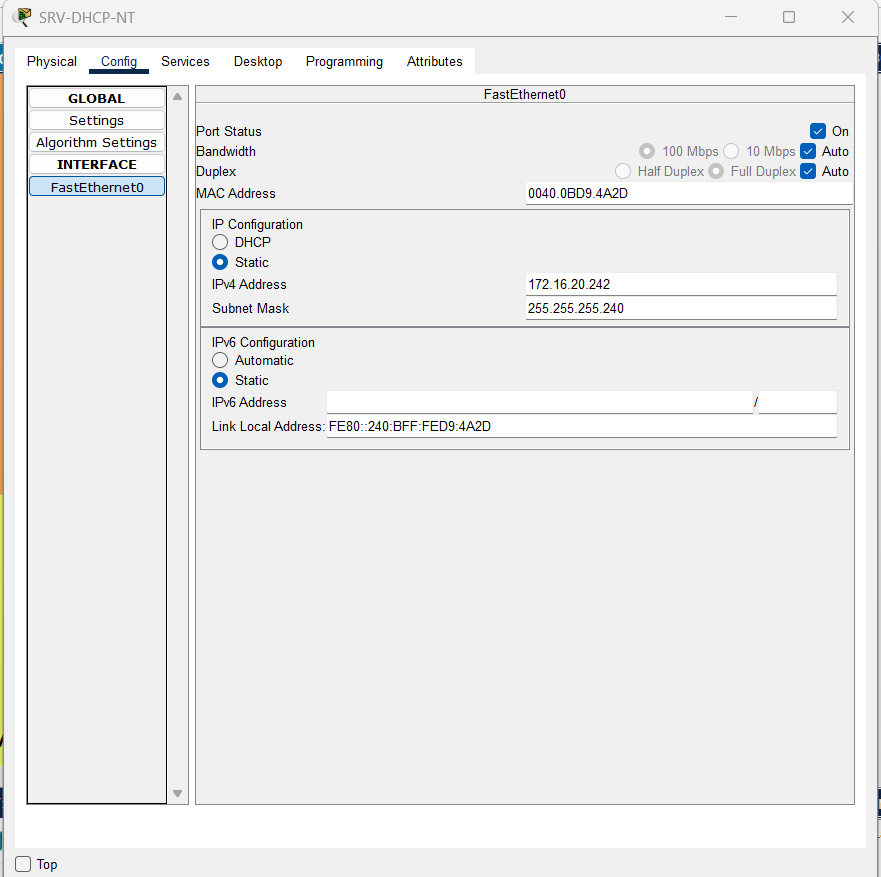 SRV-DHCP-NT
Physical Config Services Desktop Programming Attributes
GLOBAL
Settings
Algorithm Settings
INTERFACE
FastEthernet0
FastEthernet0
Port Status On
Bandwidth 100 Mbps 10 Mbps Auto
Duplex Half Duplex Full Duplex Auto
MAC Address 0040.0BD9.4A2D
IP Configuration
DHCP
Static
IPv4 Address 172.16.20.242
Subnet Mask 255.255.255.240
IPv6 Configuration
Automatic
Static
IPv6 Address /
Link Local Address: FE80::240:BFF:FED9:4A2D
Top